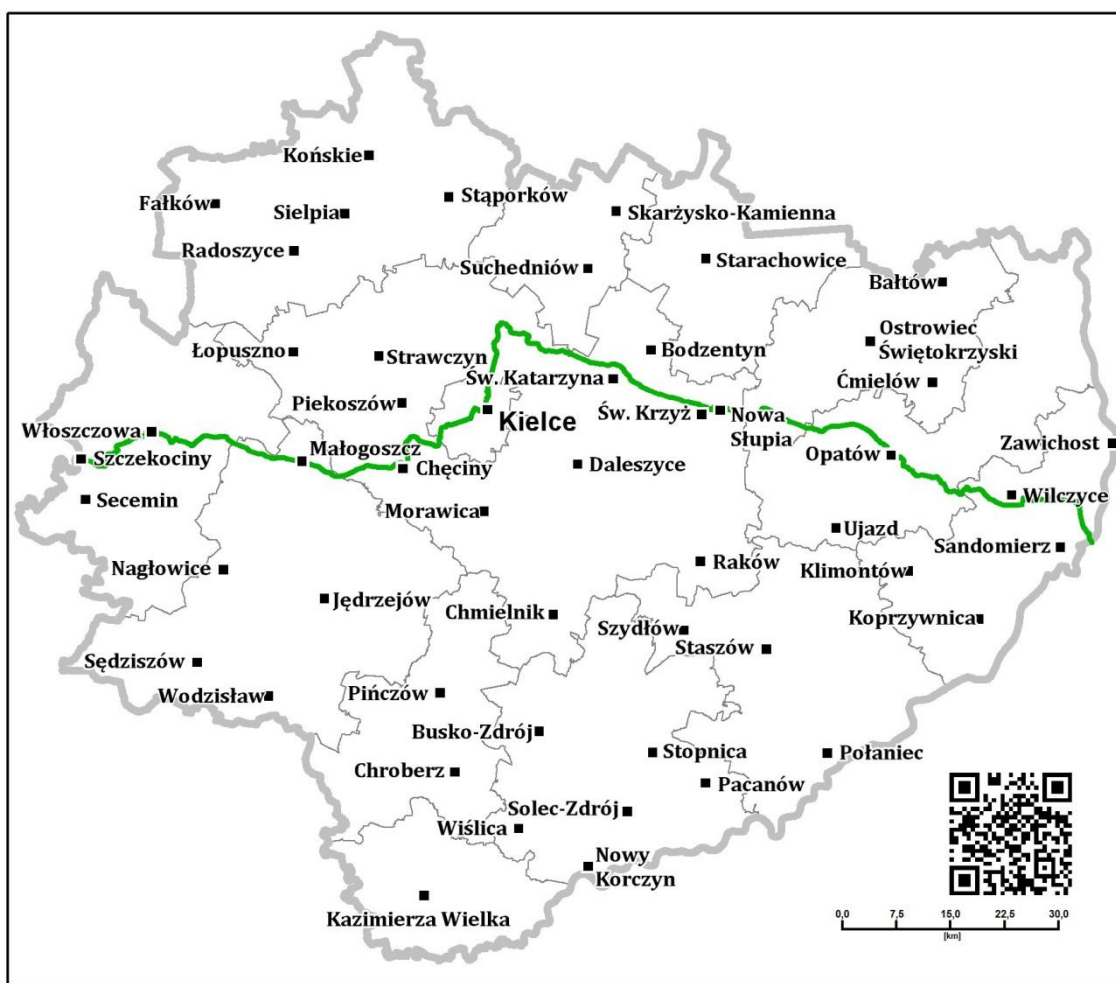 Końskie
Stąporków
Fałków
Sielpia
Skarżysko-Kamienna
Radoszyce
Starachowice
Suchedniów
Bałtów
Ostrowiec
Świętokrzyski
Łopuszno
Strawczyn
Bodzentyn
Św. Katarzyna
Ćmielów
Piekoszów
Kielce
Św. Krzyż
Nowa
Słupia
Włoszczowa
Zawichost
Małogoszcz
Szczekociny
Chęciny
Daleszyce
Opatów
Secemin
Wilczyce
Morawica
Ujazd
Sandomierz
Nagłowice
Raków
Klimontów
Jędrzejów
Chmielnik
Koprzywnica
Szydłów
Staszów
Sędziszów
Wodzisław
Pińczów
Busko-Zdrój
Stopnica
Połaniec
Chroberz
Pacanów
Solec-Zdrój
Wiślica
Nowy
Korczyn
Kazimierza Wielka
0,0 7,5 15,0 22,5 30,0
[km]